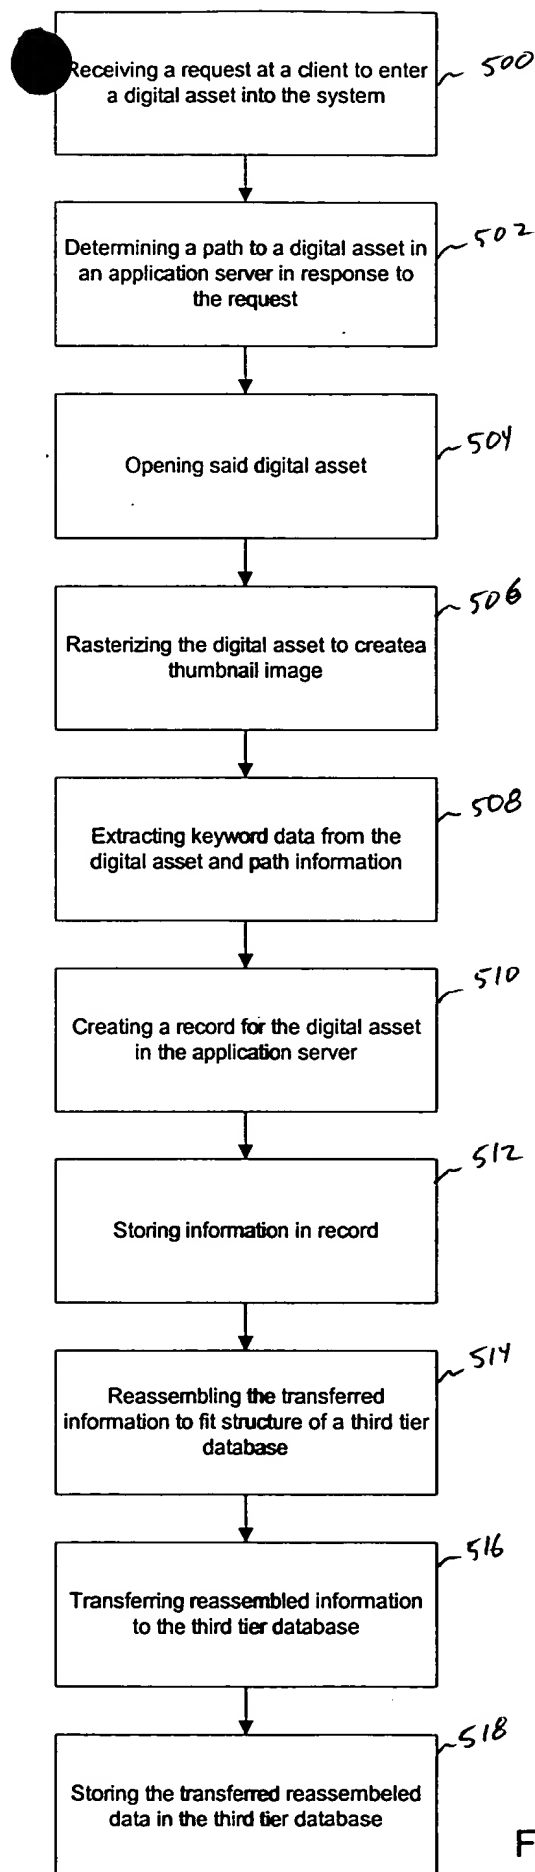 Receiving a request at a client to enter
a digital asset into the system
500
Determining a path to a digital asset in
an application server in response to
the request
502
Opening said digital asset
504
Rasterizing the digital asset to createa
thumbnail image
506
Extracting keyword data from the
digital asset and path information
508
Creating a record for the digital asset
in the application server
510
Storing information in record
512
Reassembling the transferred
information to fit structure of a third tier
database
514
Transferring reassembled information
to the third tier database
516
Storing the transferred reassembeled
data in the third tier database
518
F